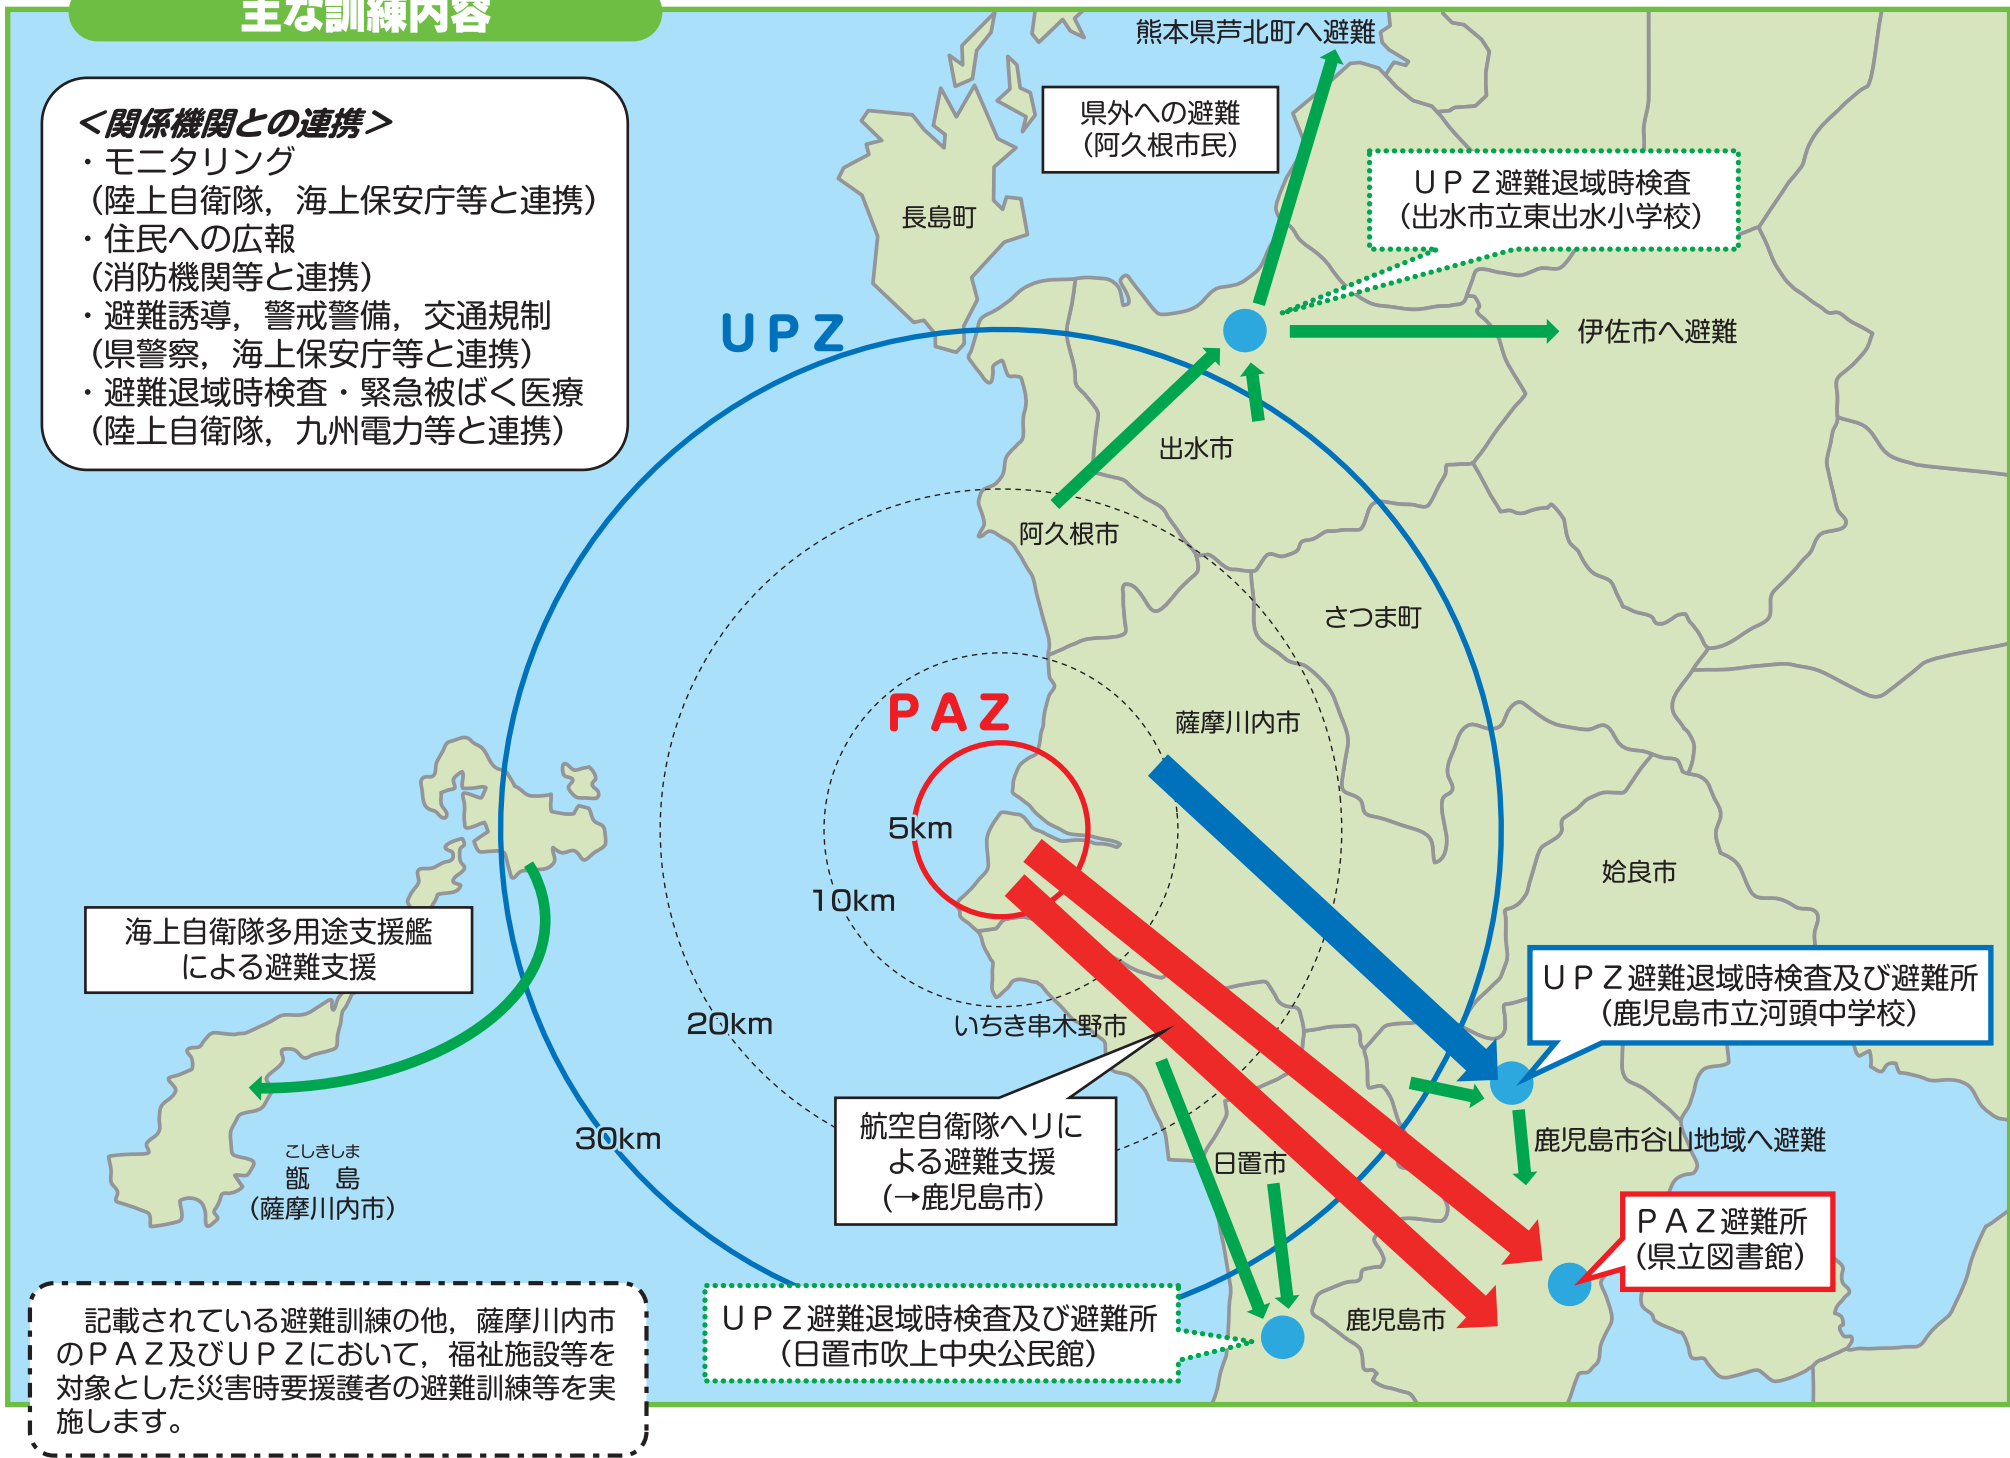 主な訓練内容
＜関係機関との連携＞
・モニタリング
（陸上自衛隊，海上保安庁等と連携）
・住民への広報
（消防機関等と連携）
・避難誘導，警戒警備，交通規制
（県警察，海上保安庁等と連携）
・避難退域時検査・緊急被ばく医療
（陸上自衛隊，九州電力等と連携）
熊本県芦北町へ避難
県外への避難
（阿久根市民）
ＵＰＺ避難退域時検査
（出水市立東出水小学校）
長島町
ＵＰＺ
伊佐市へ避難
出水市
阿久根市
さつま町
ＰＡＺ
薩摩川内市
5km
10km
姶良市
海上自衛隊多用途支援艦
による避難支援
ＵＰＺ避難退域時検査及び避難所
（鹿児島市立河頭中学校）
20km
いちき串木野市
30km
航空自衛隊ヘリに
よる避難支援
（→鹿児島市）
鹿児島市谷山地域へ避難
こしきしま
甑　島
（薩摩川内市）
日置市
ＰＡＺ避難所
（県立図書館）
ＵＰＺ避難退域時検査及び避難所
（日置市吹上中央公民館）
鹿児島市
記載されている避難訓練の他，薩摩川内市
のＰＡＺ及びＵＰＺにおいて，福祉施設等を
対象とした災害時要援護者の避難訓練等を実
施します。